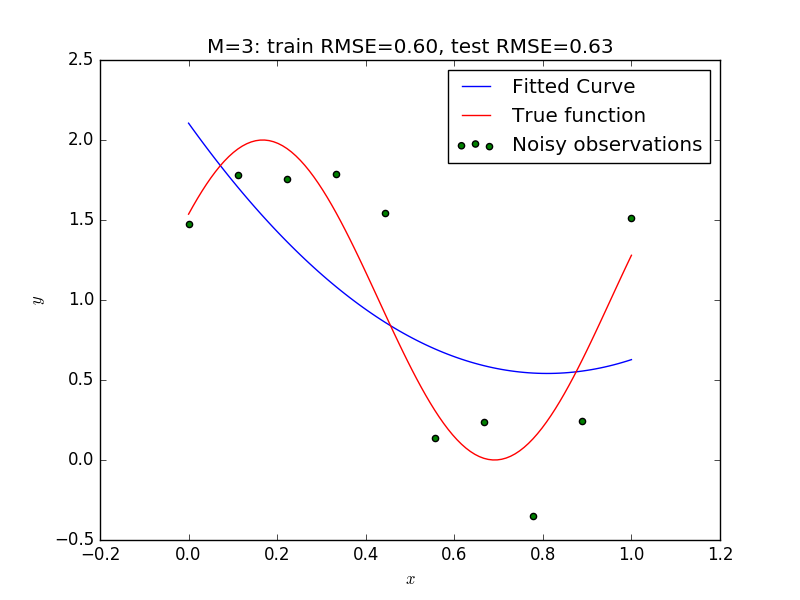 M=3: train RMSE=0.60, test RMSE=0.63
2.5
2.0
1.5
1.0
0.5
0.0
−0.5
−0.2
0.0
0.2
0.4
0.6
0.8
1.0
1.2
x
y
Fitted Curve
True function
Noisy observations